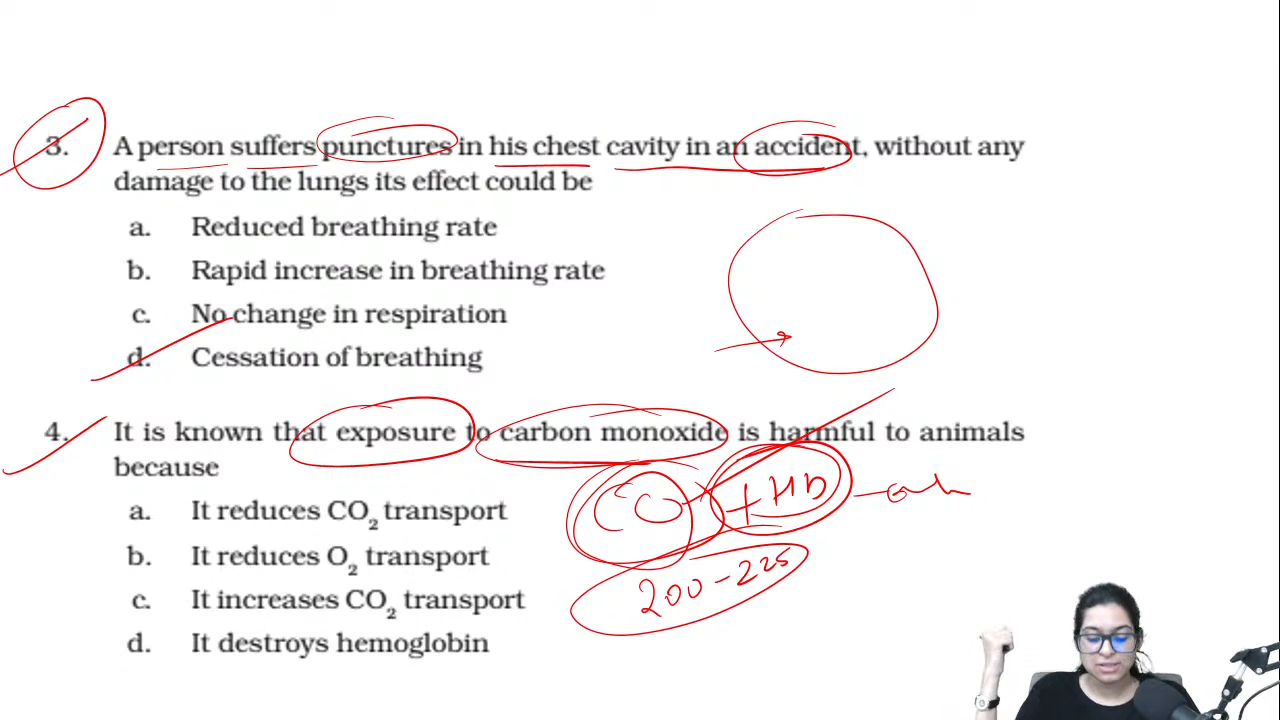 3. A person suffers punctures in his chest cavity in an accident, without any
damage to the lungs its effect could be
a. Reduced breathing rate
b. Rapid increase in breathing rate
c. No change in respiration
d. Cessation of breathing
4. It is known that exposure to carbon monoxide is harmful to animals
because
CO + Hb
a. It reduces CO₂ transport
b. It reduces O₂ transport
200-225
c. It increases CO₂ transport
d. It destroys hemoglobin